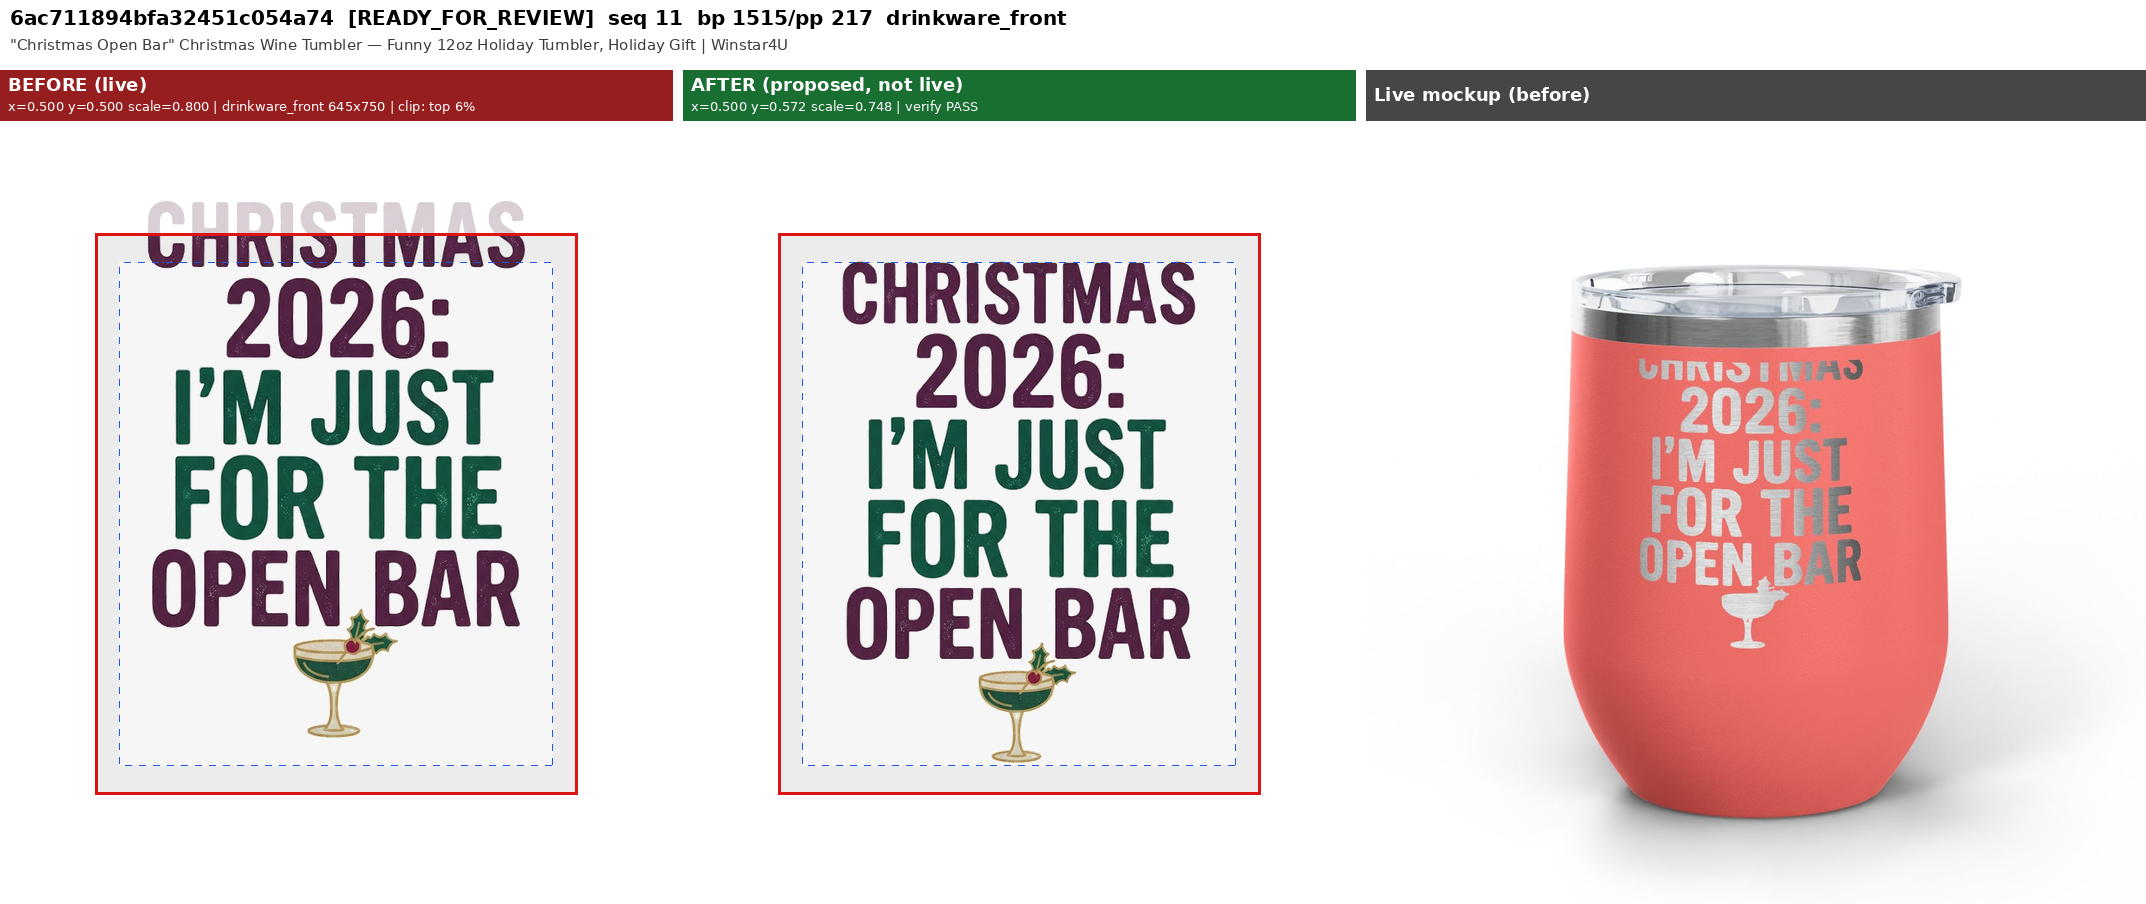 6ac711894bfa32451c054a74  [READY_FOR_REVIEW]  seq 11  bp 1515/pp 217  drinkware_front
"Christmas Open Bar" Christmas Wine Tumbler — Funny 12oz Holiday Tumbler, Holiday Gift | Winstar4U
BEFORE (live)
x=0.500 y=0.500 scale=0.800 | drinkware_front 645x750 | clip: top 6%
CHRISTMAS
2026:
I'M JUST
FOR THE
OPEN BAR
AFTER (proposed, not live)
x=0.500 y=0.572 scale=0.748 | verify PASS
CHRISTMAS
2026:
I'M JUST
FOR THE
OPEN BAR
Live mockup (before)
CHRISTMAS
2026:
I'M JUST
FOR THE
OPEN BAR